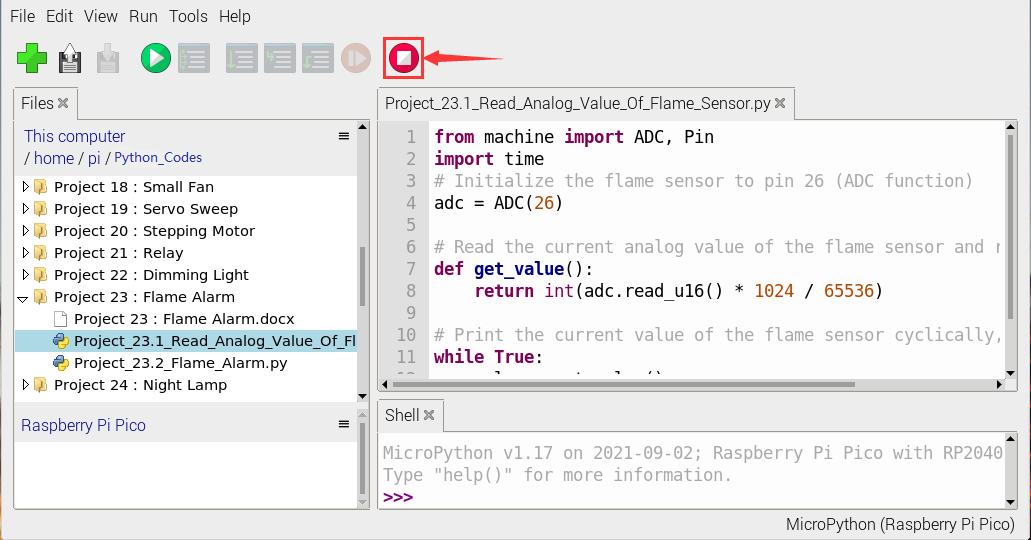 File Edit View Run Tools Help
Files
This computer
/ home / pi / Python_Codes
Project 18 : Small Fan
Project 19 : Servo Sweep
Project 20 : Stepping Motor
Project 21 : Relay
Project 22 : Dimming Light
Project 23 : Flame Alarm
Project 23 : Flame Alarm.docx
Project_23.1_Read_Analog_Value_Of_Fl
Project_23.2_Flame_Alarm.py
Project 24 : Night Lamp
Raspberry Pi Pico
Project_23.1_Read_Analog_Value_Of_Flame_Sensor.py
1 from machine import ADC, Pin
2 import time
3 # Initialize the flame sensor to pin 26 (ADC function)
4 adc = ADC(26)
5
6 # Read the current analog value of the flame sensor and
7 def get_value():
8 return int(adc.read_u16() * 1024 / 65536)
9
10 # Print the current value of the flame sensor cyclically,
11 while True:
Shell
MicroPython v1.17 on 2021-09-02; Raspberry Pi Pico with RP2040
Type "help()" for more information.
>>>
MicroPython (Raspberry Pi Pico)